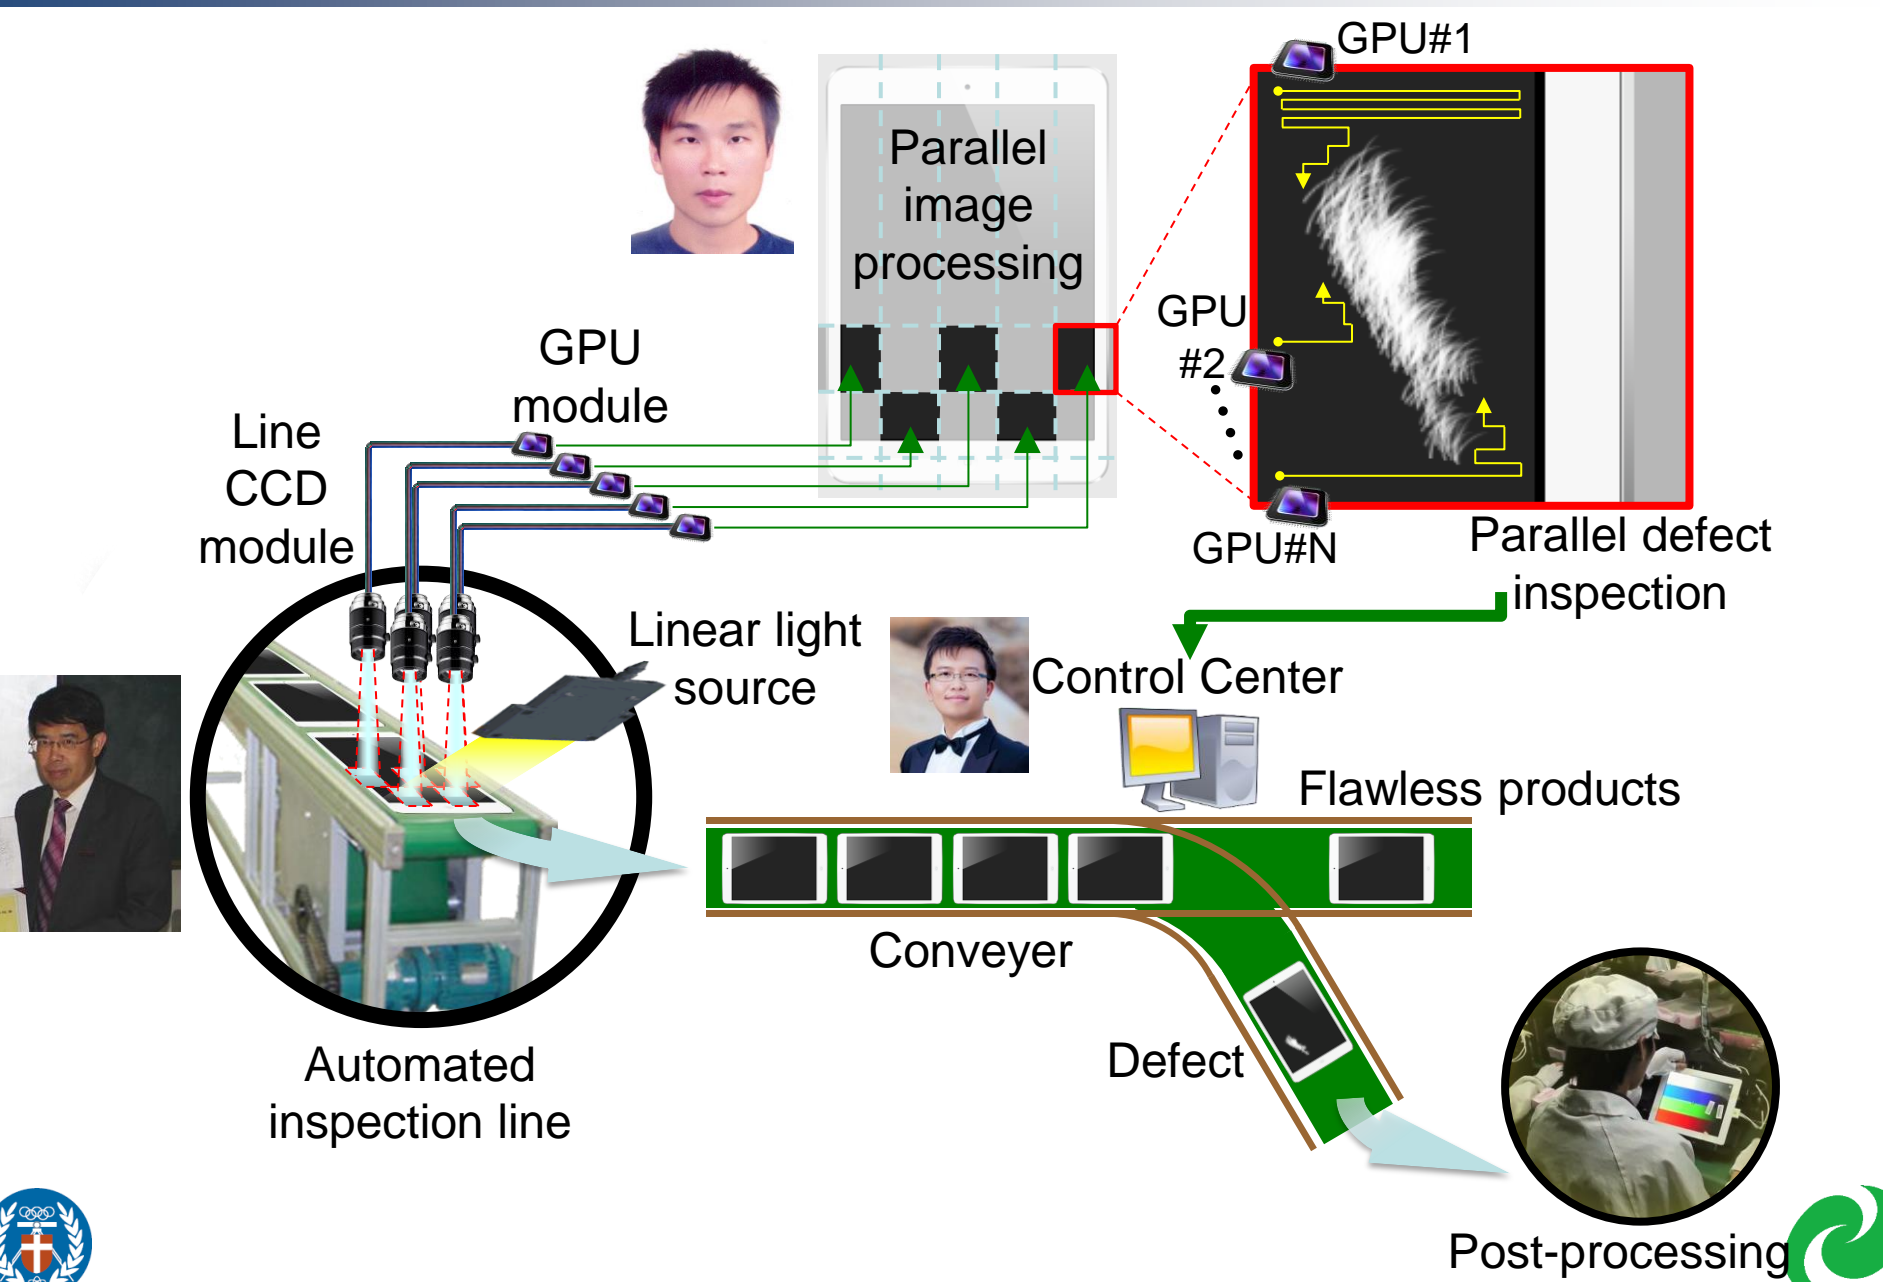 GPU#1
Parallel
image
processing
GPU
#2
GPU
module
Line
CCD
module
GPU#N
Parallel defect
inspection
Linear light
source
Control Center
Flawless products
Conveyer
Defect
Automated
inspection line
Post-processing